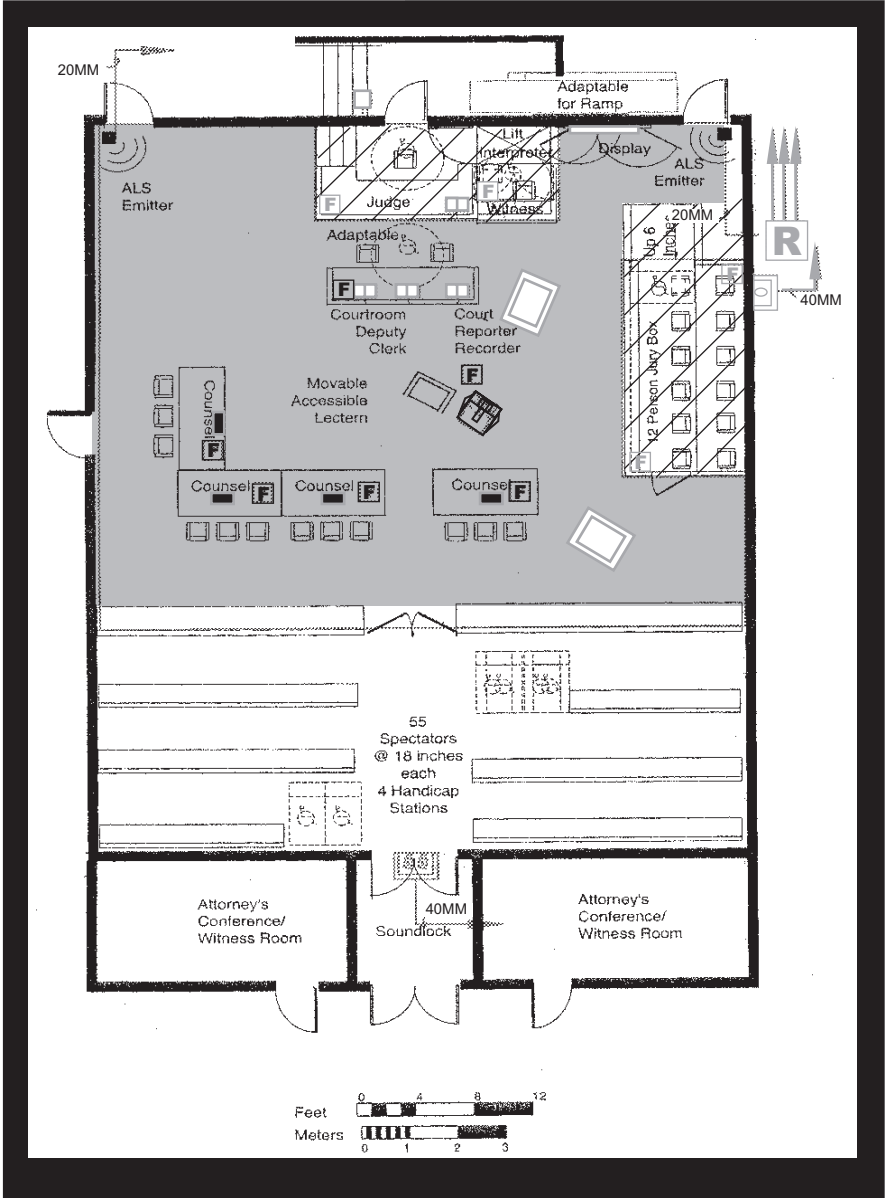 20MM
Adaptable
for Ramp
Lift
Interpreter
Display
ALS
Emitter
ALS
Emitter
F
Judge
F
Witness
20MM
Up 6
Inches
R
Adaptable
F
F
40MM
Courtroom
Deputy
Clerk
Court
Reporter
Recorder
12 Person Jury Box
F
Movable
Accessible
Lectern
F
Counsel
F
Counsel
F
Counsel
F
Counsel
F
55
Spectators
@ 18 inches
each
4 Handicap
Stations
Attorney's
Conference/
Witness Room
40MM
Soundlock
Attorney's
Conference/
Witness Room
0 4 8 12
Feet
Meters
0 1 2 3